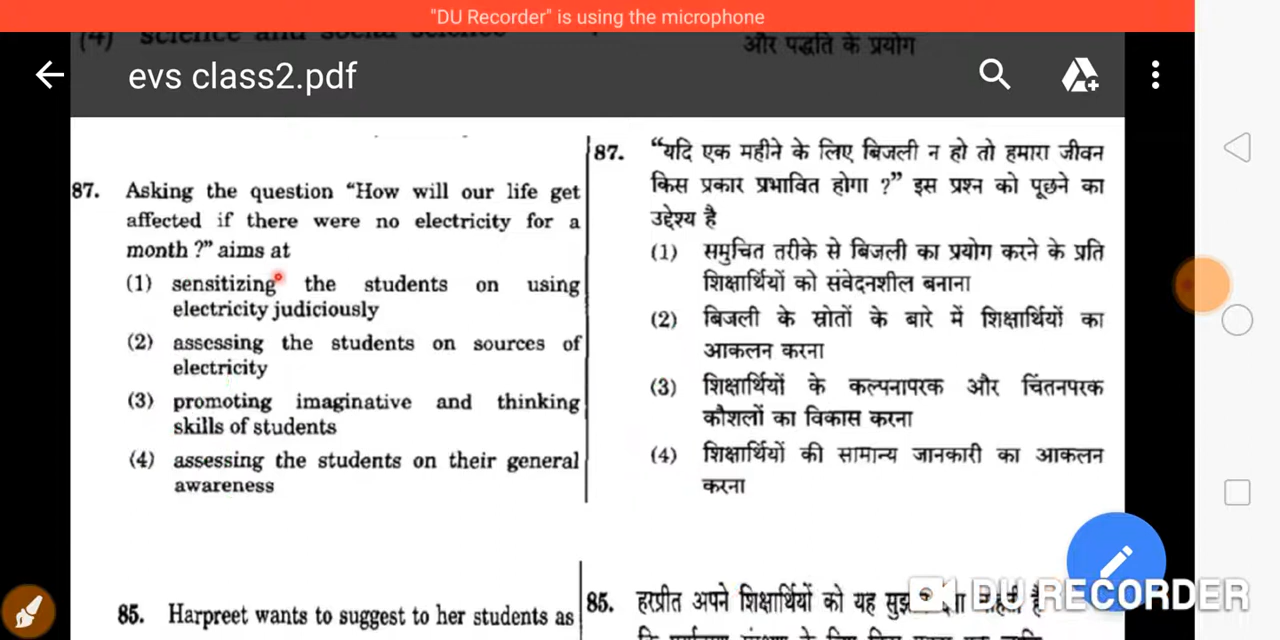 "DU Recorder" is using the microphone
(4) science and social science
और पद्धति के प्रयोग
evs class2.pdf
87. Asking the question "How will our life get
affected if there were no electricity for a
month ?" aims at
(1) sensitizing the students on using
electricity judiciously
(2) assessing the students on sources of
electricity
(3) promoting imaginative and thinking
skills of students
(4) assessing the students on their general
awareness
87. "यदि एक महीने के लिए बिजली न हो तो हमारा जीवन
किस प्रकार प्रभावित होगा ?" इस प्रश्न को पूछने का
उद्देश्य है
(1) समुचित तरीके से बिजली का प्रयोग करने के प्रति
शिक्षार्थियों को संवेदनशील बनाना
(2) बिजली के स्रोतों के बारे में शिक्षार्थियों का
आकलन करना
(3) शिक्षार्थियों के कल्पनापरक और चिंतनपरक
कौशलों का विकास करना
(4) शिक्षार्थियों की सामान्य जानकारी का आकलन
करना
85. Harpreet wants to suggest to her students as
85. हरप्रीत अपने शिक्षार्थियों को यह
DU RECORDER